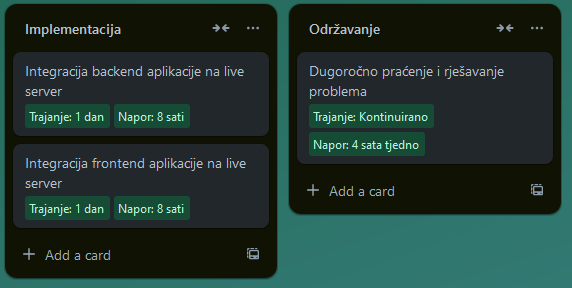 Implementacija
Integracija backend aplikacije na live
server
Trajanje: 1 dan Napor: 8 sati
Integracija frontend aplikacije na live
server
Trajanje: 1 dan Napor: 8 sati
Add a card
Održavanje
Dugoročno praćenje i rješavanje
problema
Trajanje: Kontinuirano
Napor: 4 sata tjedno
Add a card